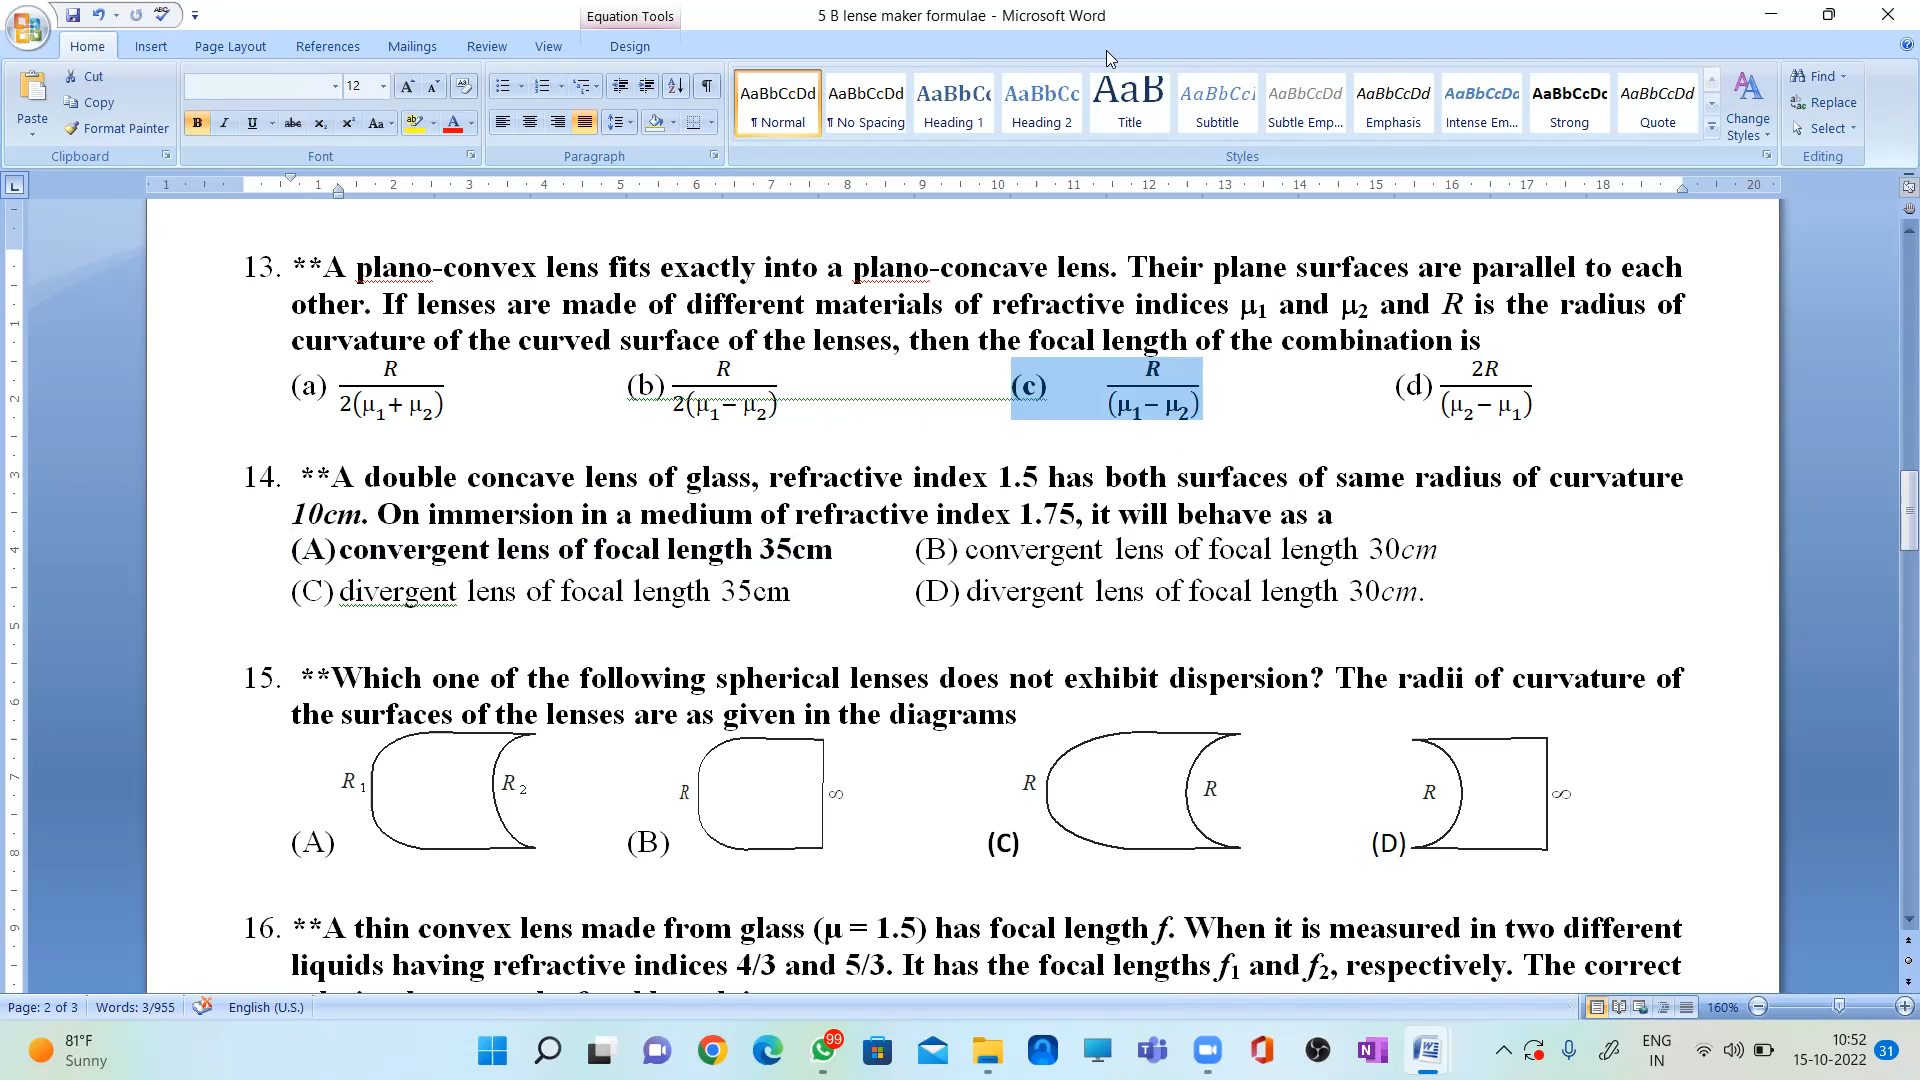 5 B lense maker formulae - Microsoft Word
Equation Tools
Home Insert Page Layout References Mailings Review View Design
Cut
Copy
Format Painter
Paste
Clipboard
12
Font
Paragraph
AaBbCcDd AaBbCcDd AaBbCc AaBbCc AaB AaBbCcI AaBbCcDd AaBbCcDd AaBbCcDd AaBbCcDc AaBbCcDd
¶ Normal ¶ No Spacing Heading 1 Heading 2 Title Subtitle Subtle Emp... Emphasis Intense Em... Strong Quote
Change Styles
Styles
Find
Replace
Select
Editing
13. **A plano-convex lens fits exactly into a plano-concave lens. Their plane surfaces are parallel to each
other. If lenses are made of different materials of refractive indices μ₁ and μ₂ and R is the radius of
curvature of the curved surface of the lenses, then the focal length of the combination is
(a) R/2(μ₁+ μ₂) (b) R/2(μ₁− μ₂) (c) R/(μ₁− μ₂) (d) 2R/(μ₂ − μ₁)
14. **A double concave lens of glass, refractive index 1.5 has both surfaces of same radius of curvature
10cm. On immersion in a medium of refractive index 1.75, it will behave as a
(A) convergent lens of focal length 35cm (B) convergent lens of focal length 30cm
(C) divergent lens of focal length 35cm (D) divergent lens of focal length 30cm.
15. **Which one of the following spherical lenses does not exhibit dispersion? The radii of curvature of
the surfaces of the lenses are as given in the diagrams
R₁ R₂ R ∞ R R R ∞
(A) (B) (C) (D)
16. **A thin convex lens made from glass (μ = 1.5) has focal length f. When it is measured in two different
liquids having refractive indices 4/3 and 5/3. It has the focal lengths f₁ and f₂, respectively. The correct
Page: 2 of 3 Words: 3/955 English (U.S.) 160%
81°F
Sunny
99
ENG
IN
10:52
15-10-2022
31